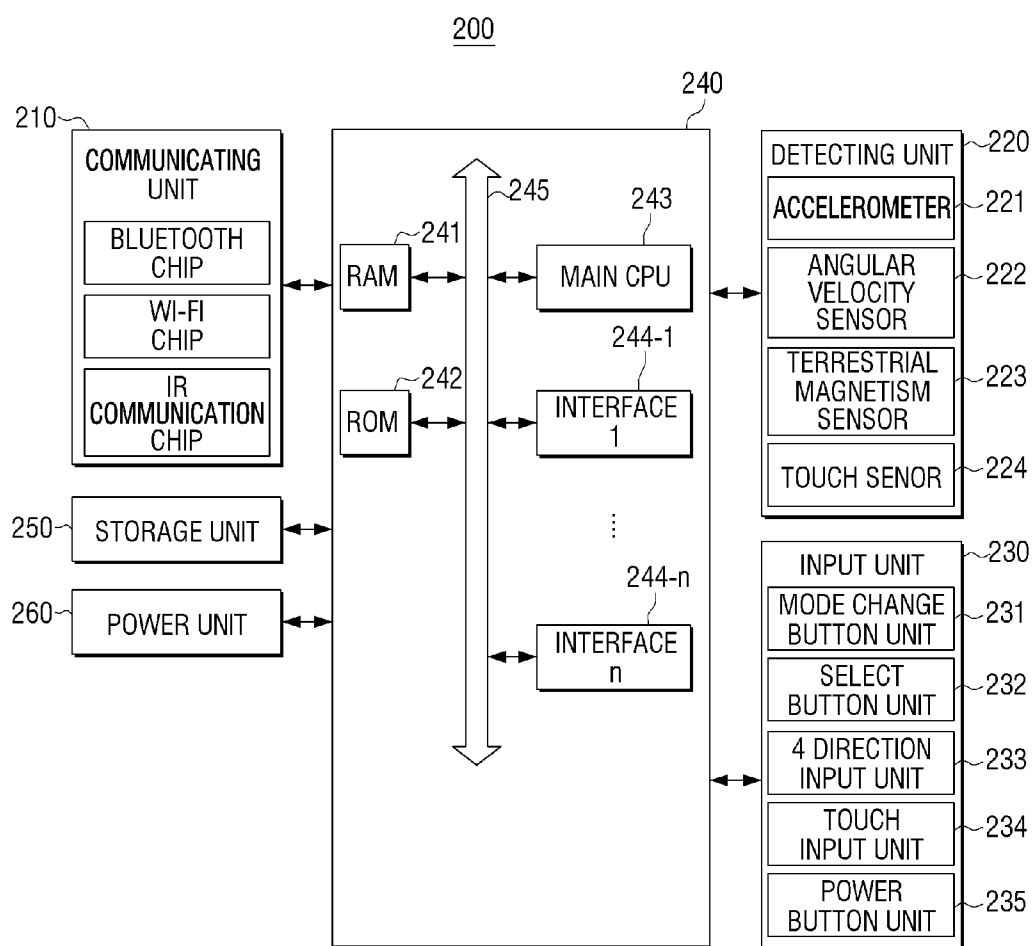 200
210
COMMUNICATING
UNIT
BLUETOOTH
CHIP
WI-FI
CHIP
IR
COMMUNICATION
CHIP
250
STORAGE UNIT
260
POWER UNIT
240
245
241
RAM
243
MAIN CPU
242
ROM
244-1
INTERFACE
1
244-n
INTERFACE
n
220
DETECTING UNIT
ACCELEROMETER
221
ANGULAR
VELOCITY
SENSOR
222
TERRESTRIAL
MAGNETISM
SENSOR
223
TOUCH SENOR
224
230
INPUT UNIT
MODE CHANGE
BUTTON UNIT
231
SELECT
BUTTON UNIT
232
4 DIRECTION
INPUT UNIT
233
TOUCH
INPUT UNIT
234
POWER
BUTTON UNIT
235